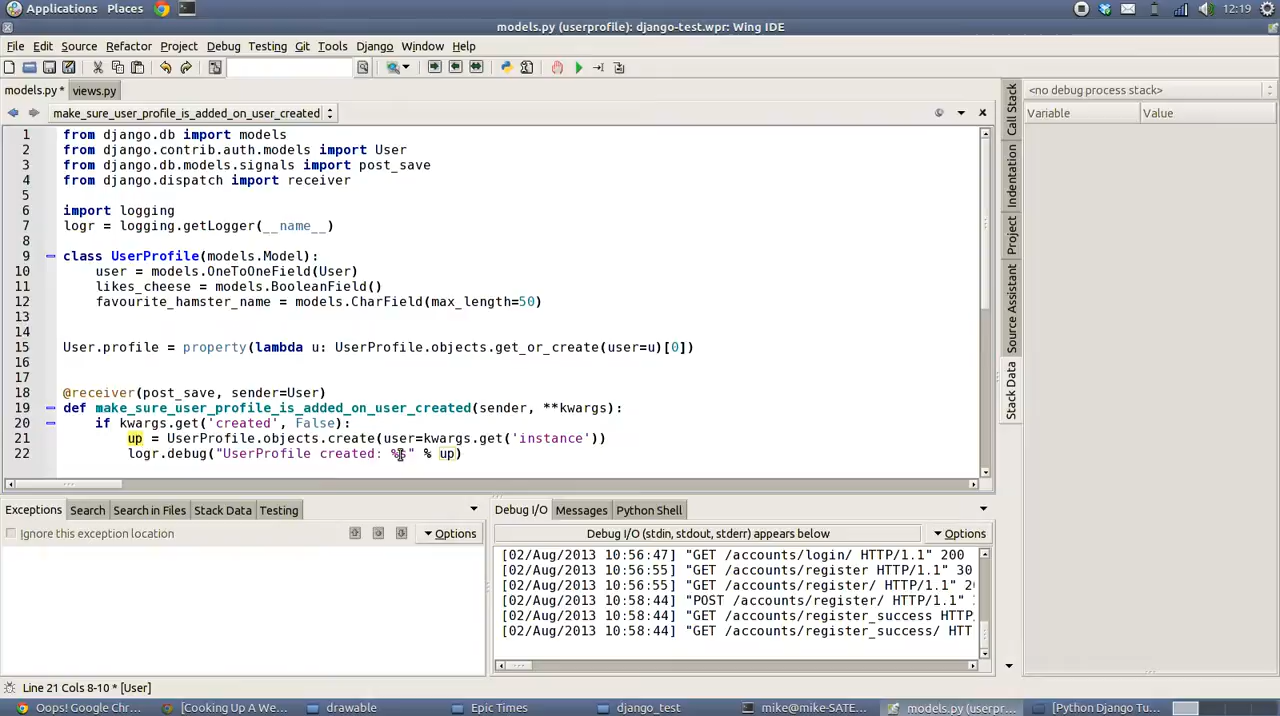 Applications Places 12:19
models.py (userprofile): django-test.wpr: Wing IDE
File Edit Source Refactor Project Debug Testing Git Tools Django Window Help
models.py * views.py <no debug process stack>
make_sure_user_profile_is_added_on_user_created
Variable Value
Call Stack
Indentation
Project
Source Assistant
Stack Data
1 from django.db import models
2 from django.contrib.auth.models import User
3 from django.db.models.signals import post_save
4 from django.dispatch import receiver
5
6 import logging
7 logr = logging.getLogger(__name__)
8
9 class UserProfile(models.Model):
10 user = models.OneToOneField(User)
11 likes_cheese = models.BooleanField()
12 favourite_hamster_name = models.CharField(max_length=50)
13
14
15 User.profile = property(lambda u: UserProfile.objects.get_or_create(user=u)[0])
16
17
18 @receiver(post_save, sender=User)
19 def make_sure_user_profile_is_added_on_user_created(sender, **kwargs):
20 if kwargs.get('created', False):
21 up = UserProfile.objects.create(user=kwargs.get('instance'))
22 logr.debug("UserProfile created: %s" % up)
Exceptions Search Search in Files Stack Data Testing
Ignore this exception location Options
Debug I/O Messages Python Shell
Debug I/O (stdin, stdout, stderr) appears below Options
[02/Aug/2013 10:56:47] "GET /accounts/login/ HTTP/1.1" 200
[02/Aug/2013 10:56:55] "GET /accounts/register HTTP/1.1" 30
[02/Aug/2013 10:56:55] "GET /accounts/register/ HTTP/1.1" 2
[02/Aug/2013 10:58:44] "POST /accounts/register/ HTTP/1.1"
[02/Aug/2013 10:58:44] "GET /accounts/register_success HTTP
[02/Aug/2013 10:58:44] "GET /accounts/register_success/ HTT
Line 21 Cols 8-10 * [User]
Oops! Google Chr... [Cooking Up A We... drawable Epic Times django_test mike@mike-SATE... models.py (userpr... [Python Django Tu...